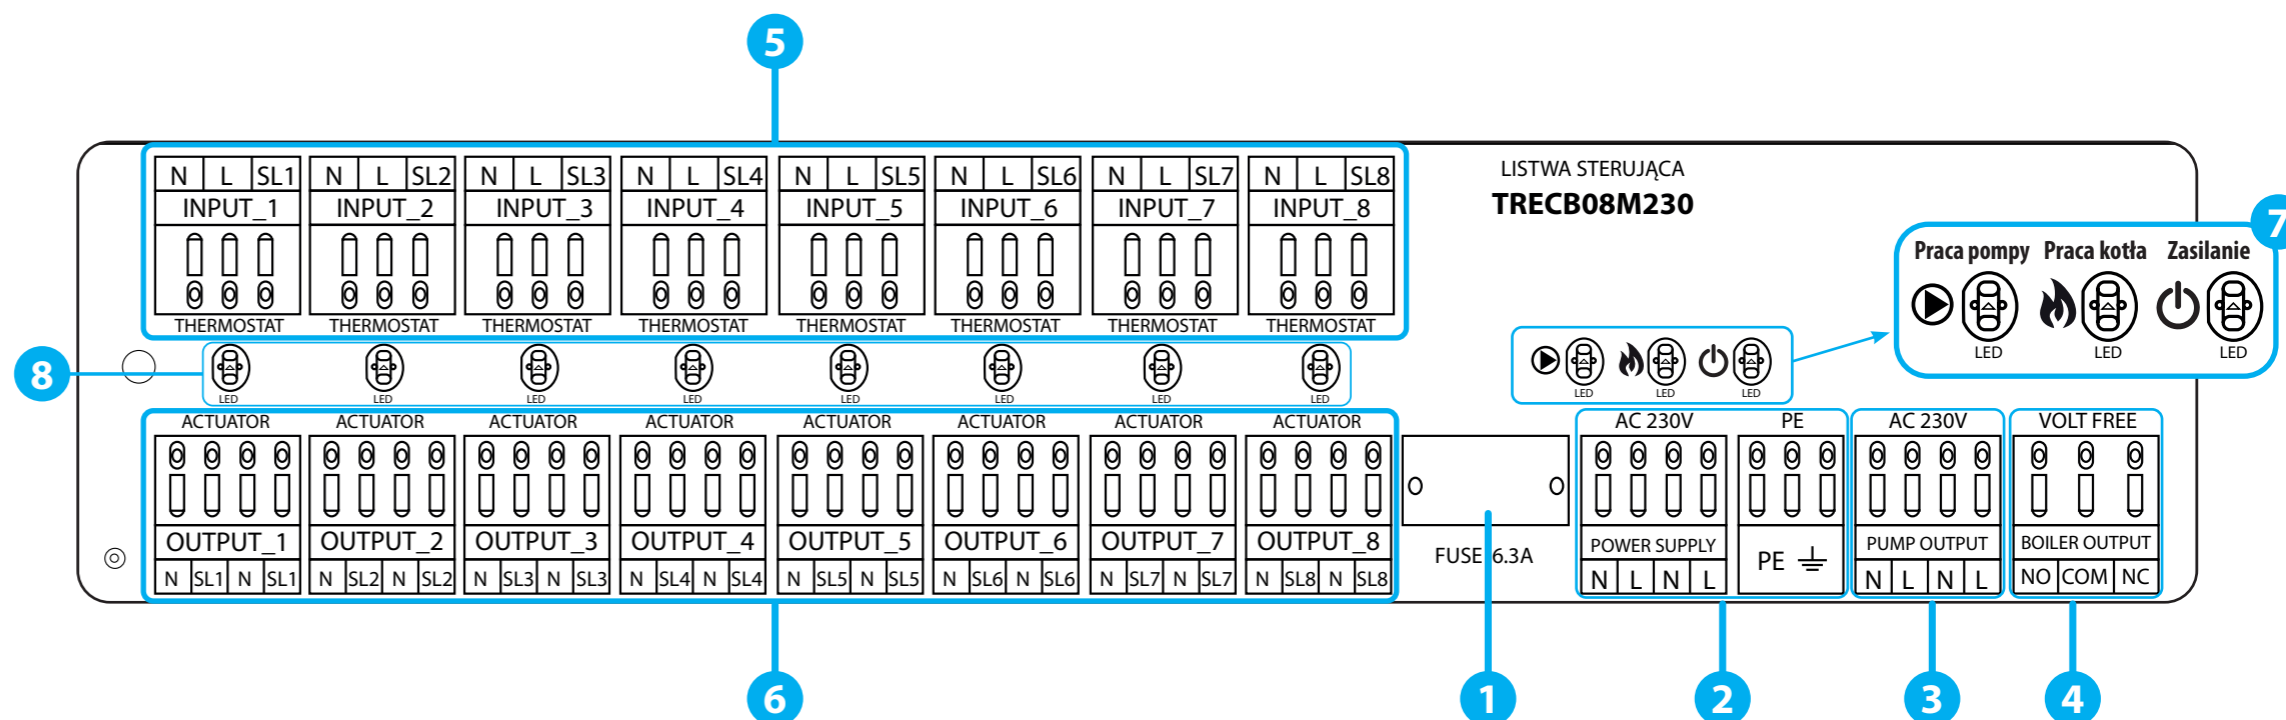 5
LISTWA STERUJĄCA
TRECB08M230
N L SL1 N L SL2 N L SL3 N L SL4 N L SL5 N L SL6 N L SL7 N L SL8
INPUT_1 INPUT_2 INPUT_3 INPUT_4 INPUT_5 INPUT_6 INPUT_7 INPUT_8
THERMOSTAT THERMOSTAT THERMOSTAT THERMOSTAT THERMOSTAT THERMOSTAT THERMOSTAT THERMOSTAT
7
Praca pompy Praca kotła Zasilanie
LED LED LED
8
LED LED LED LED LED LED LED LED
LED LED LED
ACTUATOR ACTUATOR ACTUATOR ACTUATOR ACTUATOR ACTUATOR ACTUATOR ACTUATOR
OUTPUT_1 OUTPUT_2 OUTPUT_3 OUTPUT_4 OUTPUT_5 OUTPUT_6 OUTPUT_7 OUTPUT_8
N SL1 N SL1 N SL2 N SL2 N SL3 N SL3 N SL4 N SL4 N SL5 N SL5 N SL6 N SL6 N SL7 N SL7 N SL8 N SL8
FUSE 6.3A
AC 230V PE AC 230V VOLT FREE
POWER SUPPLY PE PUMP OUTPUT BOILER OUTPUT
N L N L N L N L NO COM NC
6 1 2 3 4